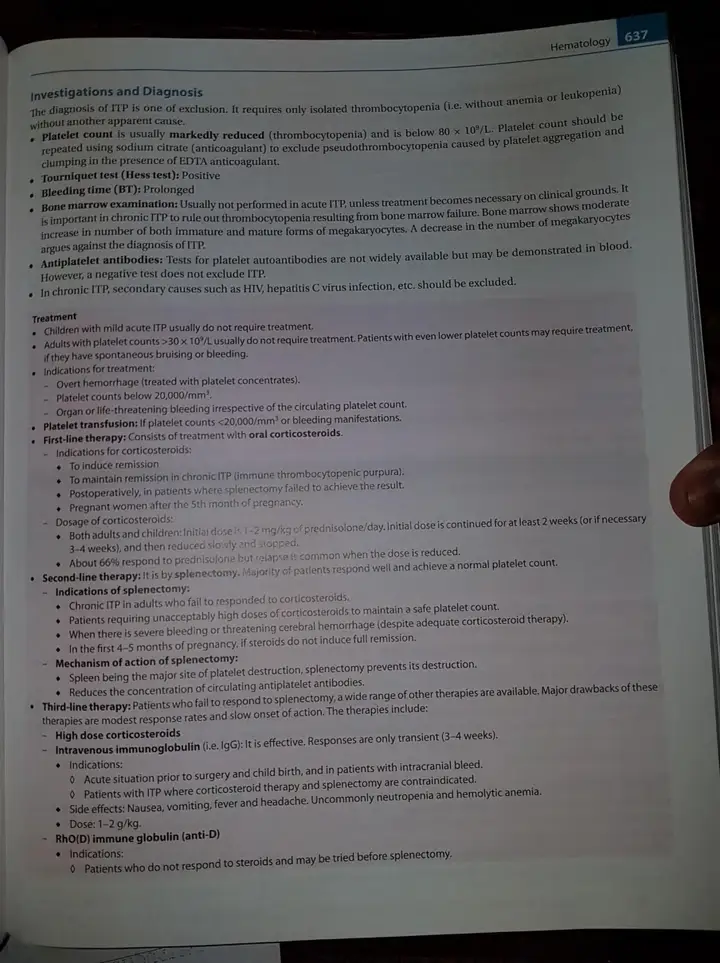 Hematology 637
Investigations and Diagnosis
The diagnosis of ITP is one of exclusion. It requires only isolated thrombocytopenia (i.e. without anemia or leukopenia)
without another apparent cause.
• Platelet count is usually markedly reduced (thrombocytopenia) and is below 80 × 10⁹/L. Platelet count should be
repeated using sodium citrate (anticoagulant) to exclude pseudothrombocytopenia caused by platelet aggregation and
clumping in the presence of EDTA anticoagulant.
• Tourniquet test (Hess test): Positive
• Bleeding time (BT): Prolonged
• Bone marrow examination: Usually not performed in acute ITP, unless treatment becomes necessary on clinical grounds. It
is important in chronic ITP to rule out thrombocytopenia resulting from bone marrow failure. Bone marrow shows moderate
increase in number of both immature and mature forms of megakaryocytes. A decrease in the number of megakaryocytes
argues against the diagnosis of ITP.
• Antiplatelet antibodies: Tests for platelet autoantibodies are not widely available but may be demonstrated in blood.
However, a negative test does not exclude ITP.
• In chronic ITP, secondary causes such as HIV, hepatitis C virus infection, etc. should be excluded.
Treatment
• Children with mild acute ITP usually do not require treatment.
• Adults with platelet counts >30 × 10⁹/L usually do not require treatment. Patients with even lower platelet counts may require treatment,
if they have spontaneous bruising or bleeding.
• Indications for treatment:
– Overt hemorrhage (treated with platelet concentrates).
– Platelet counts below 20,000/mm³.
– Organ or life-threatening bleeding irrespective of the circulating platelet count.
• Platelet transfusion: If platelet counts <20,000/mm³ or bleeding manifestations.
• First-line therapy: Consists of treatment with oral corticosteroids.
– Indications for corticosteroids:
◆ To induce remission
◆ To maintain remission in chronic ITP (immune thrombocytopenic purpura).
◆ Postoperatively, in patients where splenectomy failed to achieve the result.
◆ Pregnant women after the 5th month of pregnancy.
– Dosage of corticosteroids:
◆ Both adults and children: Initial dose is 1–2 mg/kg of prednisolone/day. Initial dose is continued for at least 2 weeks (or if necessary
3–4 weeks), and then reduced slowly and stopped.
◆ About 66% respond to prednisolone but relapse is common when the dose is reduced.
• Second-line therapy: It is by splenectomy. Majority of patients respond well and achieve a normal platelet count.
– Indications of splenectomy:
◆ Chronic ITP in adults who fail to responded to corticosteroids.
◆ Patients requiring unacceptably high doses of corticosteroids to maintain a safe platelet count.
◆ When there is severe bleeding or threatening cerebral hemorrhage (despite adequate corticosteroid therapy).
◆ In the first 4–5 months of pregnancy, if steroids do not induce full remission.
– Mechanism of action of splenectomy:
◆ Spleen being the major site of platelet destruction, splenectomy prevents its destruction.
◆ Reduces the concentration of circulating antiplatelet antibodies.
• Third-line therapy: Patients who fail to respond to splenectomy, a wide range of other therapies are available. Major drawbacks of these
therapies are modest response rates and slow onset of action. The therapies include:
– High dose corticosteroids
– Intravenous immunoglobulin (i.e. IgG): It is effective. Responses are only transient (3–4 weeks).
◆ Indications:
◊ Acute situation prior to surgery and child birth, and in patients with intracranial bleed.
◊ Patients with ITP where corticosteroid therapy and splenectomy are contraindicated.
◆ Side effects: Nausea, vomiting, fever and headache. Uncommonly neutropenia and hemolytic anemia.
◆ Dose: 1–2 g/kg.
– RhO(D) immune globulin (anti-D)
◆ Indications:
◊ Patients who do not respond to steroids and may be tried before splenectomy.